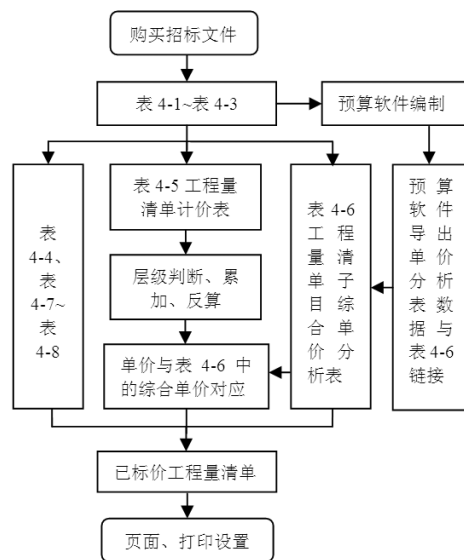 购买招标文件
表 4-1~表 4-3
预算软件编制
表
4-4、
表
4-7~
表
4-8
表 4-5 工程量
清单计价表
层级判断、累
加、反算
单价与表 4-6 中
的综合单价对应
表 4-6
工 程
量 清
单 子
目 综
合 单
价 分
析表
预 算
软 件
导 出
单 价
分 析
表 数
据 与
表 4-6
链接
已标价工程量清单
页面、打印设置